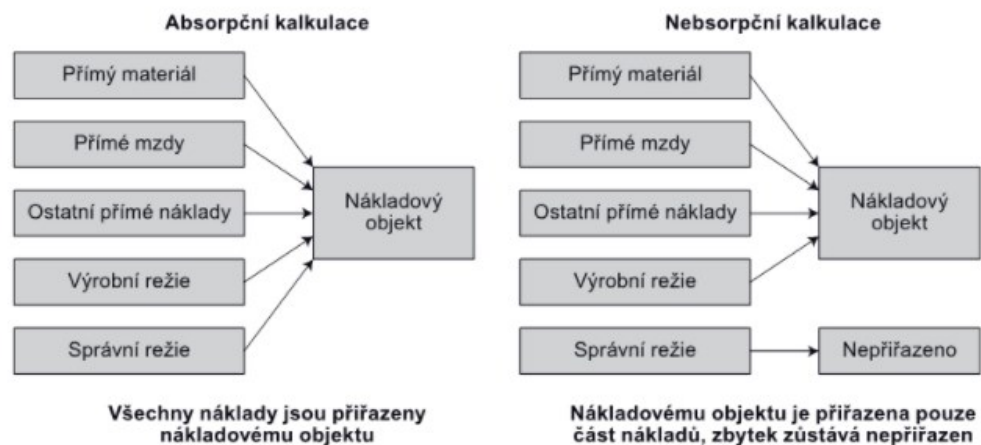 Absorpční kalkulace
Přímý materiál
Přímé mzdy
Ostatní přímé náklady
Výrobní režie
Správní režie
Nákladový
objekt
Všechny náklady jsou přiřazeny
nákladovému objektu
Nebsorpční kalkulace
Přímý materiál
Přímé mzdy
Ostatní přímé náklady
Výrobní režie
Správní režie
Nákladový
objekt
Nepřiřazeno
Nákladovému objektu je přiřazena pouze
část nákladů, zbytek zůstává nepřiřazen